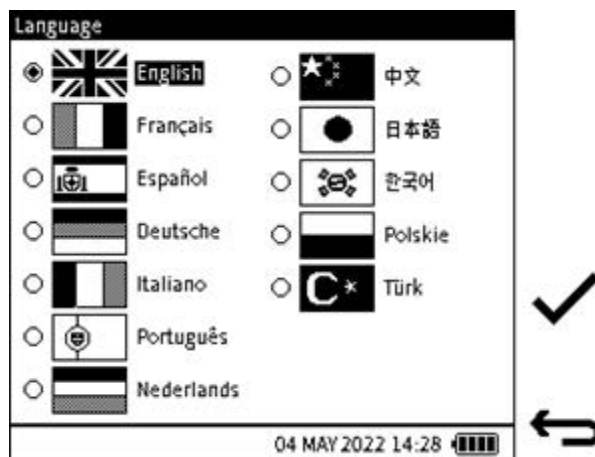 Language
English
Français
Español
Deutsche
Italiano
Português
Nederlands
中文
日本語
한국어
Polskie
Türk
04 MAY 2022 14:28